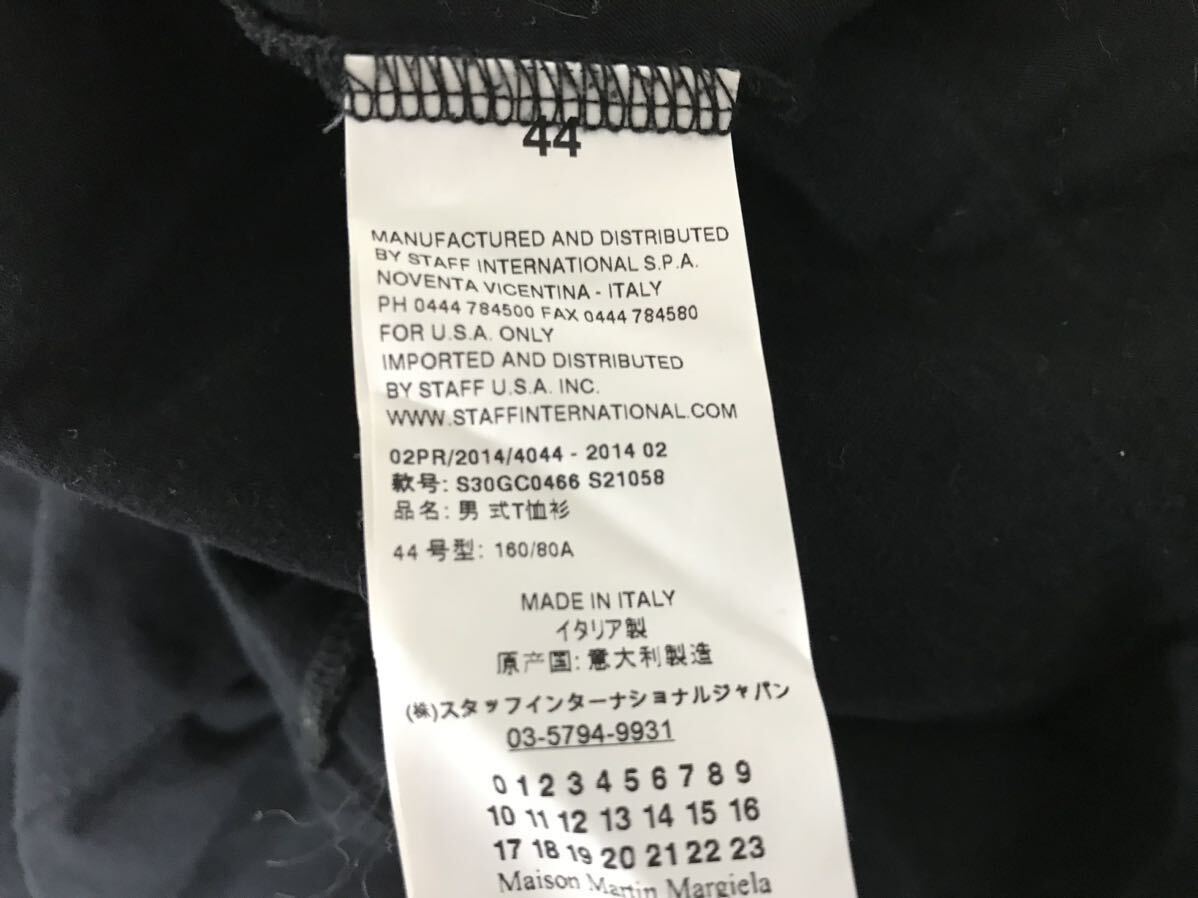 44
MANUFACTURED AND DISTRIBUTED
BY STAFF INTERNATIONAL S.P.A.
NOVENTA VICENTINA - ITALY
PH 0444 784500 FAX 0444 784580
FOR U.S.A. ONLY
IMPORTED AND DISTRIBUTED
BY STAFF U.S.A. INC.
WWW.STAFFINTERNATIONAL.COM
02PR/2014/4044 - 2014 02
款号: S30GC0466 S21058
品名: 男 式T恤衫
44 号型: 160/80A
MADE IN ITALY
イタリア製
原产国: 意大利製造
(株)スタッフインターナショナルジャパン
03-5794-9931
0 1 2 3 4 5 6 7 8 9
10 11 12 13 14 15 16
17 18 19 20 21 22 23
Maison Martin Margiela